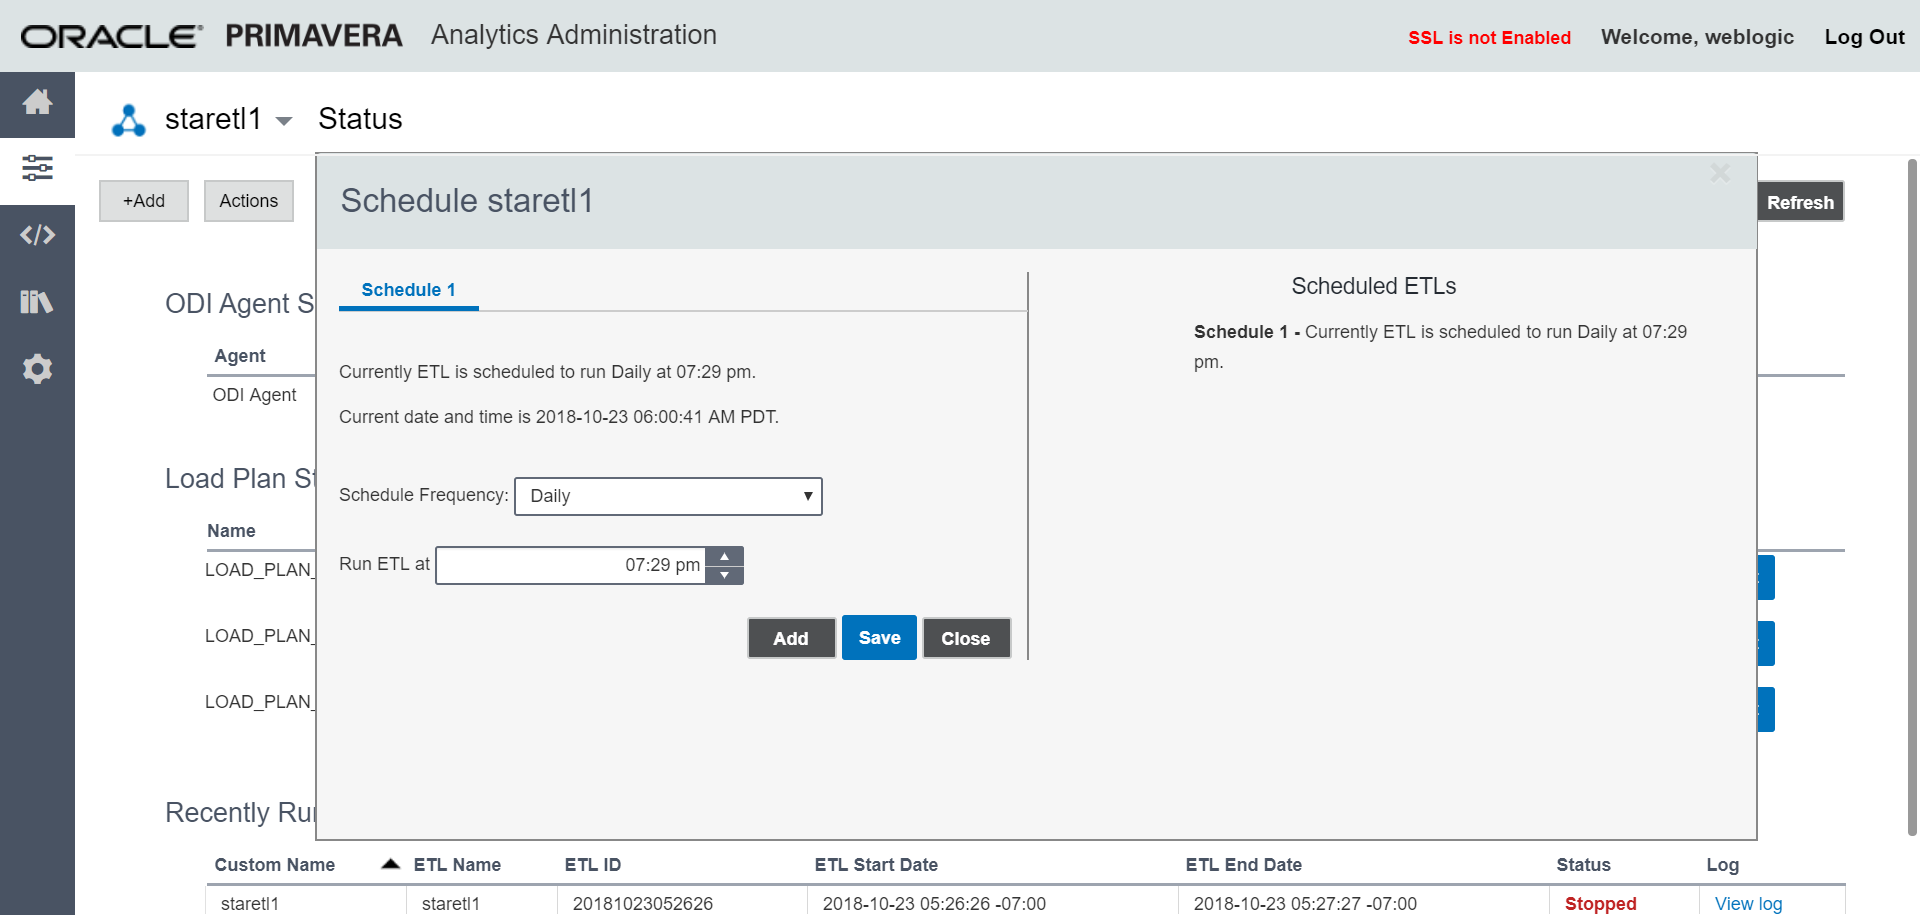 ORACLE PRIMAVERA Analytics Administration
SSL is not Enabled Welcome, weblogic Log Out
staretl1 Status
+Add Actions Refresh
Schedule staretl1
Schedule 1
Currently ETL is scheduled to run Daily at 07:29 pm.
Current date and time is 2018-10-23 06:00:41 AM PDT.
Schedule Frequency: Daily
Run ETL at 07:29 pm
Add Save Close
Scheduled ETLs
Schedule 1 - Currently ETL is scheduled to run Daily at 07:29
pm.
ODI Agent S
Agent
ODI Agent
Load Plan St
Name
LOAD_PLAN_
LOAD_PLAN_
LOAD_PLAN_
Recently Ru
Custom Name ETL Name ETL ID ETL Start Date ETL End Date Status Log
staretl1 staretl1 20181023052626 2018-10-23 05:26:26 -07:00 2018-10-23 05:27:27 -07:00 Stopped View log